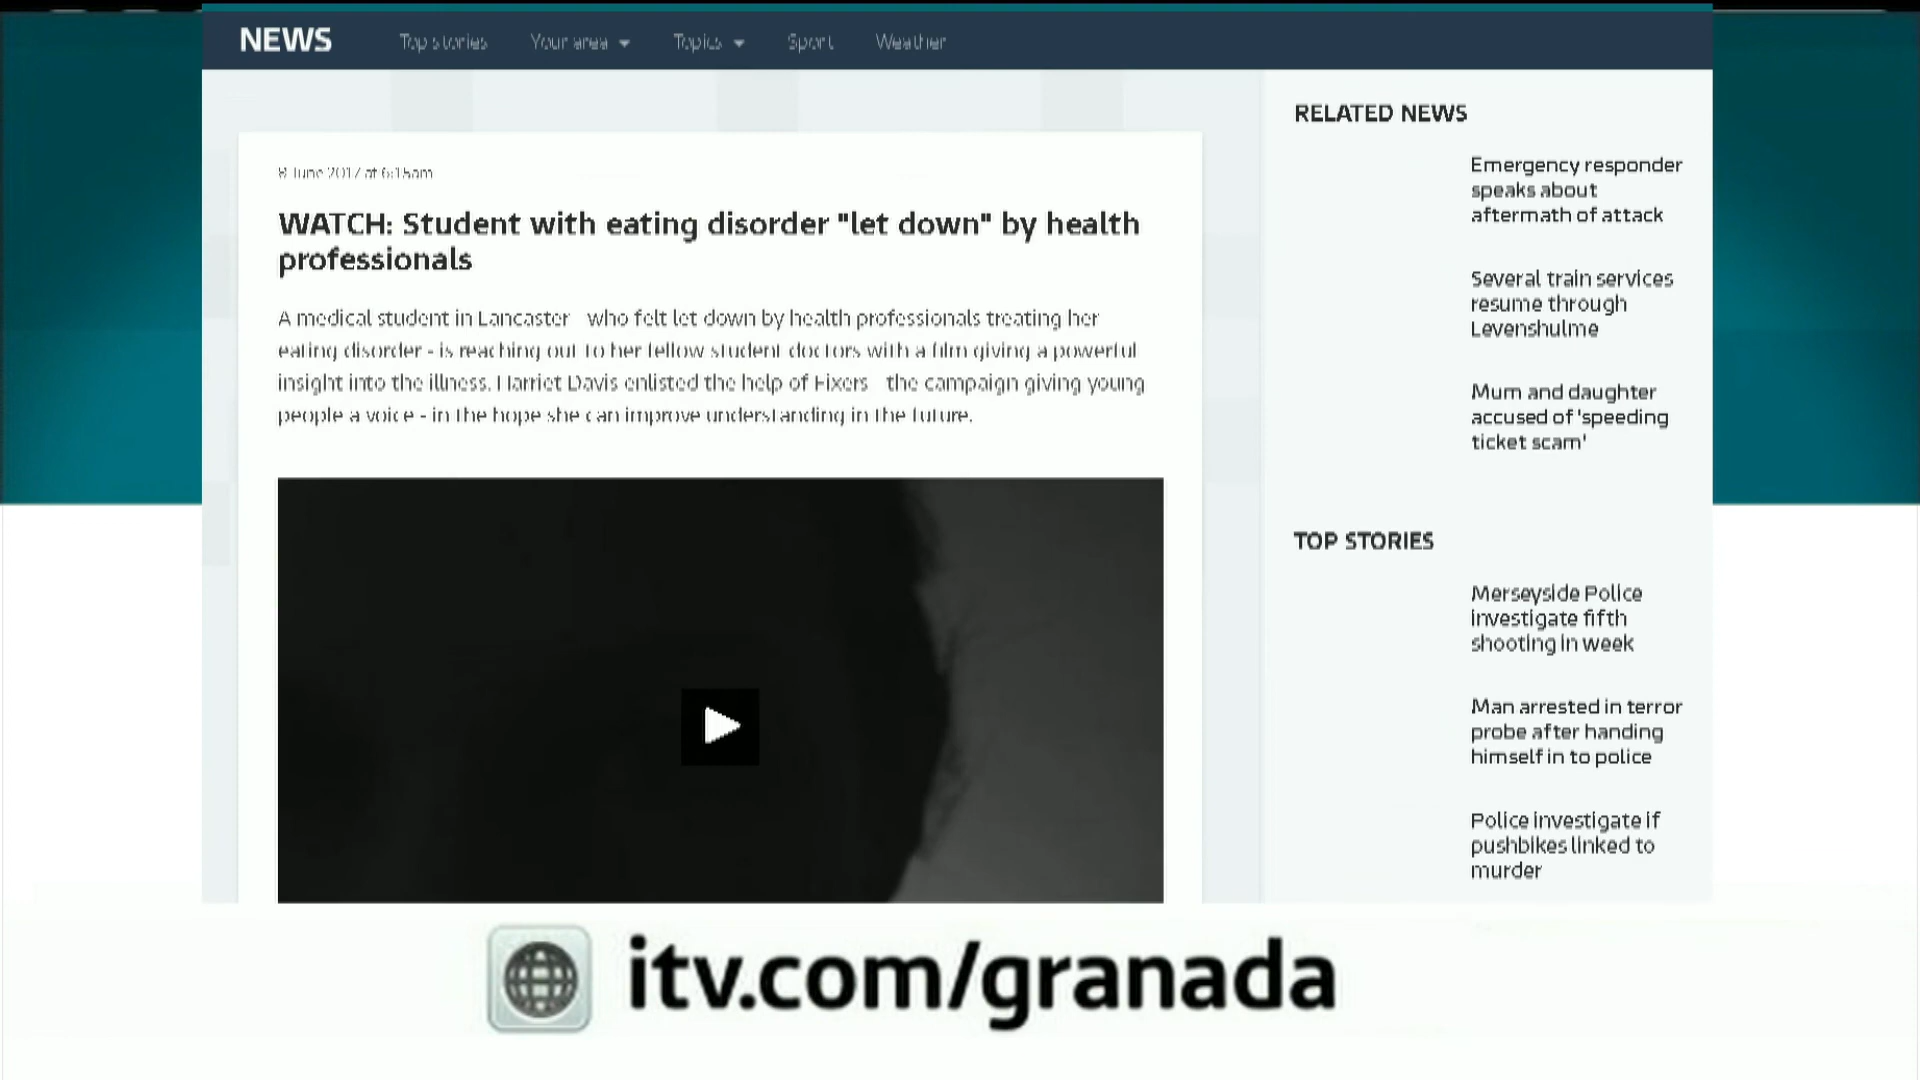 NEWS Top stories Your area Topics Sport Weather
8 June 2017 at 6:15am
WATCH: Student with eating disorder "let down" by health
professionals
A medical student in Lancaster who felt let down by health professionals treating her
eating disorder - is reaching out to her fellow student doctors with a film giving a powerful
insight into the illness. Harriet Davis enlisted the help of Fixers the campaign giving young
people a voice - in the hope she can improve understanding in the future.
RELATED NEWS
Emergency responder
speaks about
aftermath of attack
Several train services
resume through
Levenshulme
Mum and daughter
accused of 'speeding
ticket scam'
TOP STORIES
Merseyside Police
investigate fifth
shooting in week
Man arrested in terror
probe after handing
himself in to police
Police investigate if
pushbikes linked to
murder
itv.com/granada